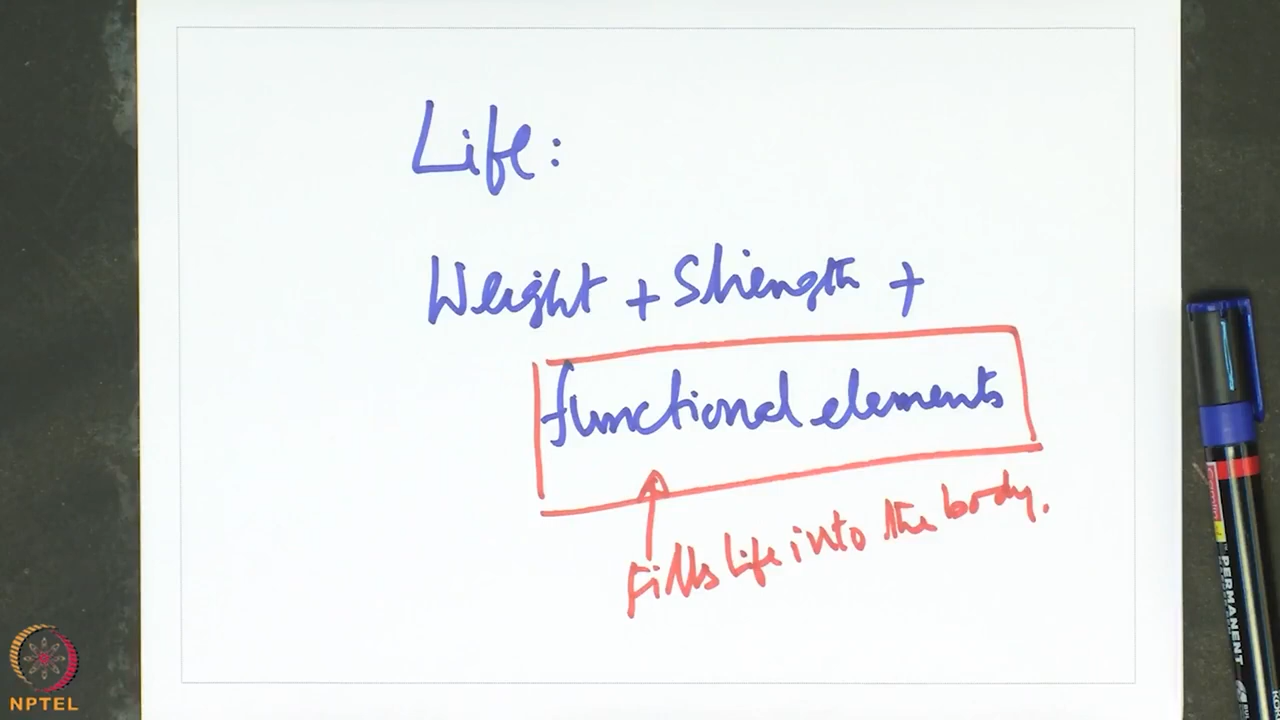 Life:
Weight + Strength +
functional elements
Fills life into the body.
NPTEL
PERMANENT